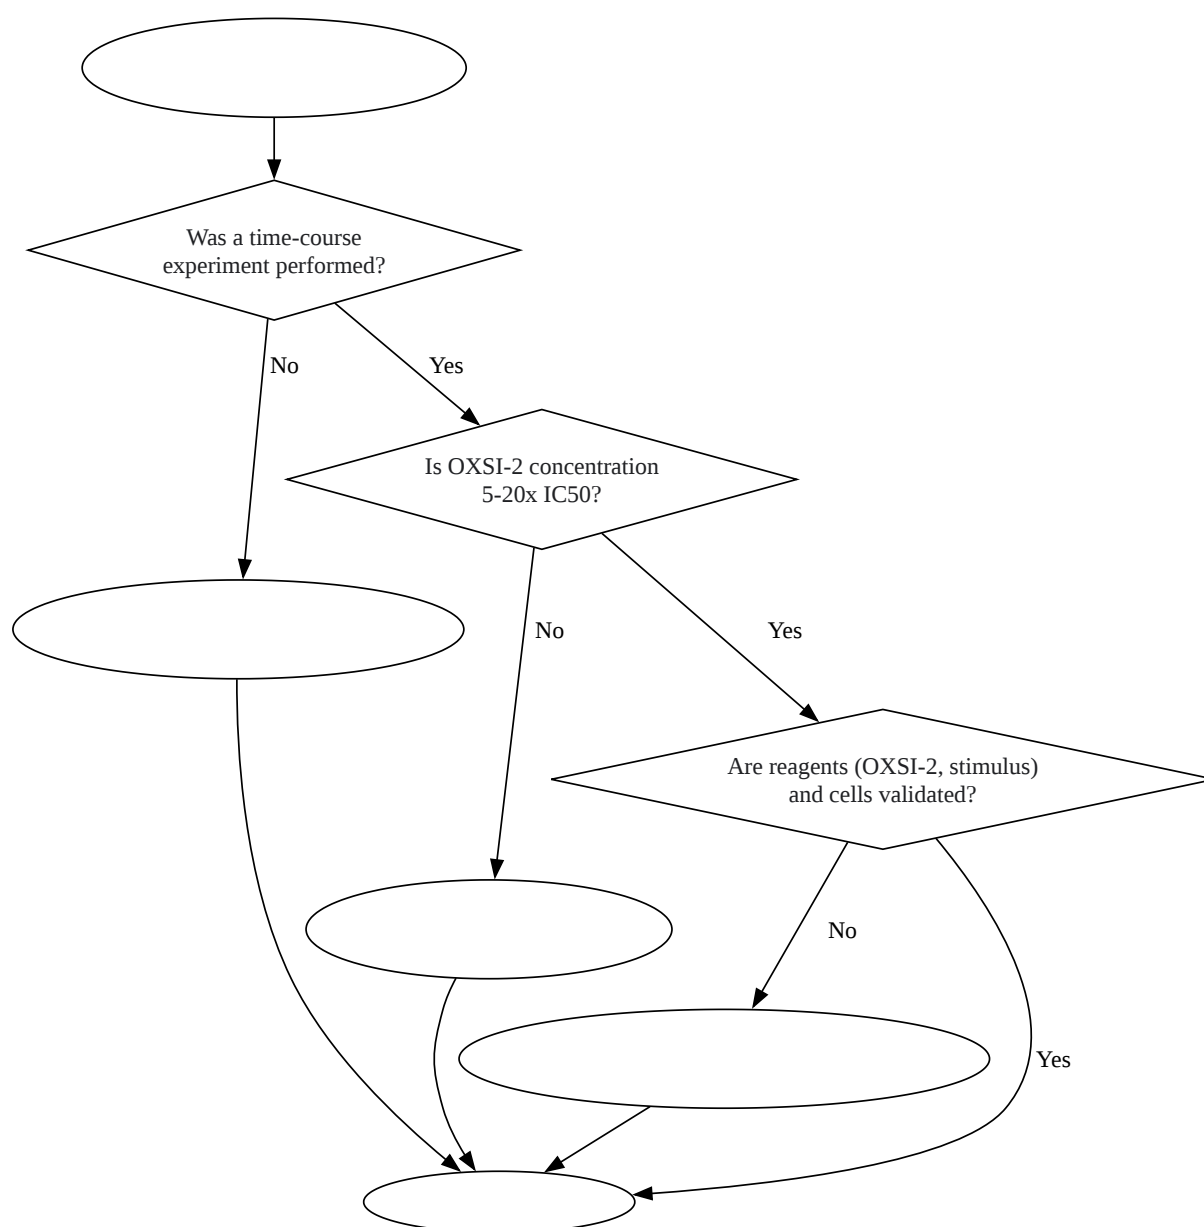 Was a time-course
experiment performed?
No
Yes
Is OXSI-2 concentration
5-20x IC50?
No
Yes
Are reagents (OXSI-2, stimulus)
and cells validated?
No
Yes